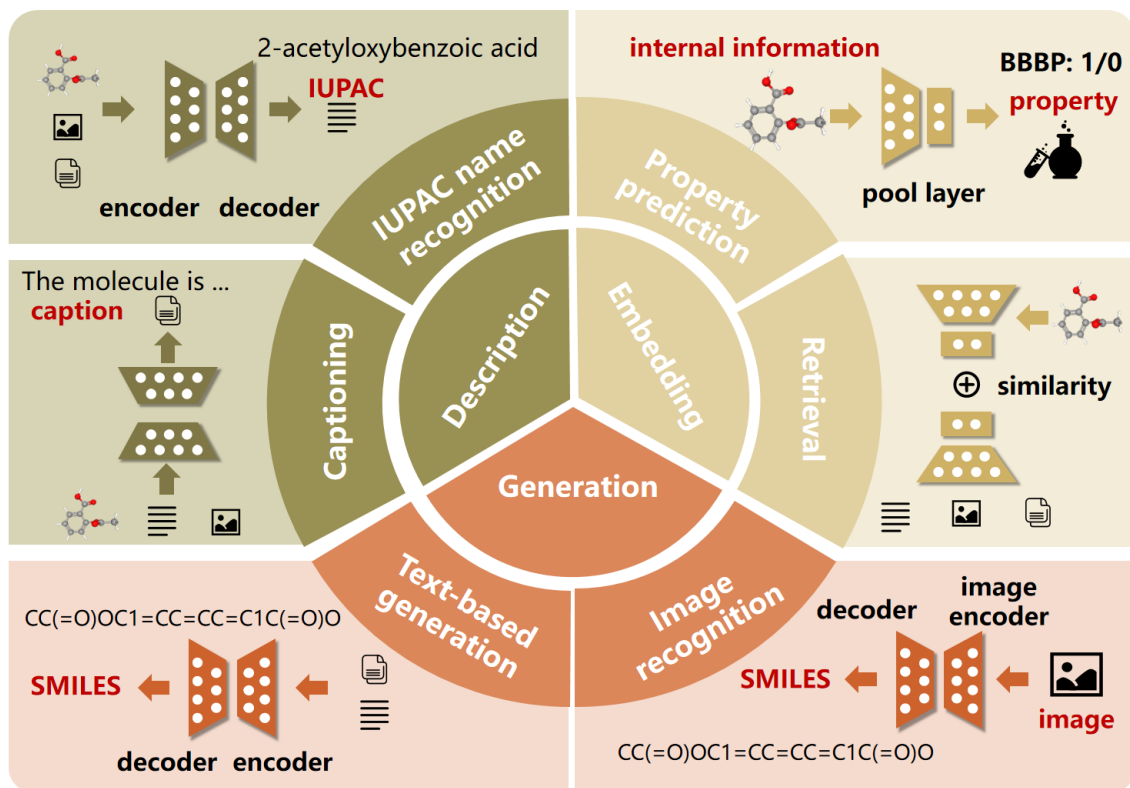 2-acetyloxybenzoic acid
IUPAC
encoder
decoder
IUPAC name
recognition
internal information
BBBP: 1/0
property
pool layer
Property
prediction
The molecule is ...
caption
Captioning
Description
Embedding
Retrieval
similarity
Generation
Text-based
generation
CC(=O)OC1=CC=CC=C1C(=O)O
SMILES
decoder
encoder
Image
recognition
decoder
image
encoder
SMILES
image
CC(=O)OC1=CC=CC=C1C(=O)O